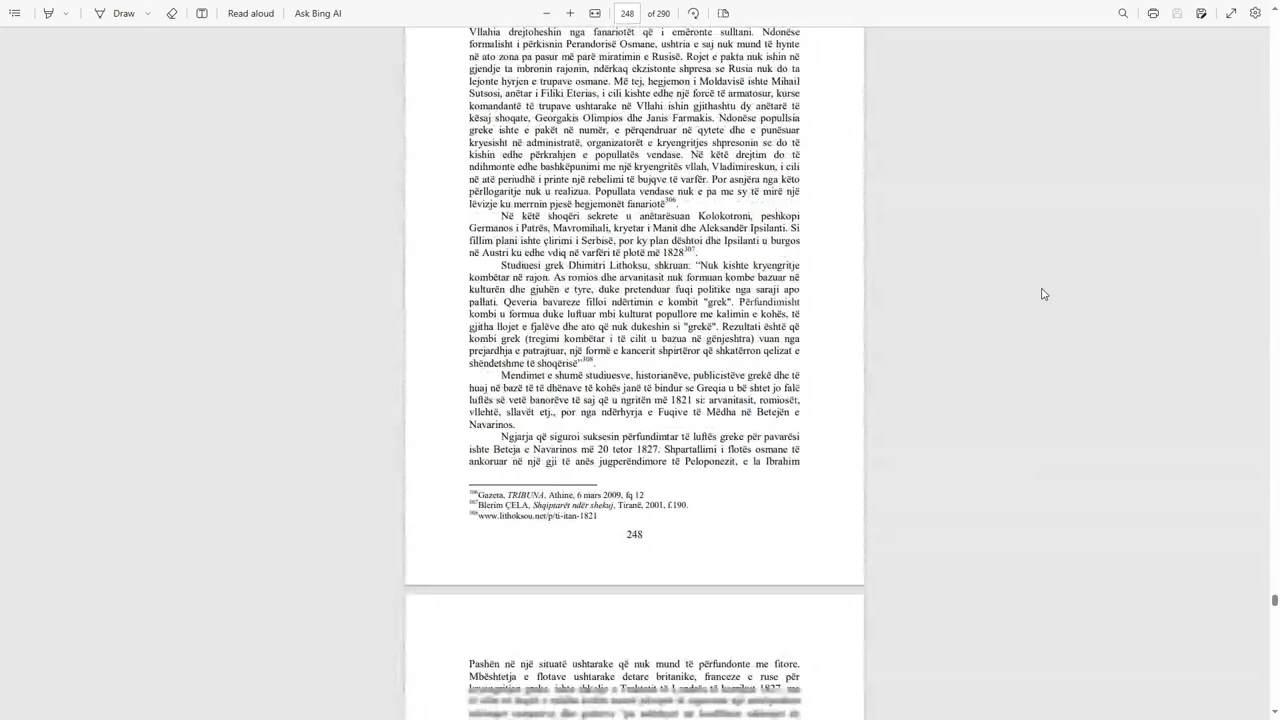 Draw
Read aloud
Ask Bing AI
248 of 290
Vllahia drejtoheshin nga fanariotët që i emëronte sulltani. Ndonëse
formalisht i përkisnin Perandorisë Osmane, ushtria e saj nuk mund të hynte
në ato zona pa pasur më parë miratimin e Rusisë. Rojet e pakta nuk ishin në
gjendje ta mbronin rajonin, ndërkaq ekzistonte shpresa se Rusia nuk do ta
lejonte hyrjen e trupave osmane. Më tej, hegjemon i Moldavisë ishte Mihail
Sutsosi, anëtar i Filiki Eterias, i cili kishte edhe një forcë të armatosur, kurse
komandantë të trupave ushtarake në Vllahi ishin gjithashtu dy anëtarë të
kësaj shoqate, Georgakis Olimpios dhe Janis Farmakis. Ndonëse popullsia
greke ishte e pakët në numër, e përqendruar në qytete dhe e punësuar
kryesisht në administratë, organizatorët e kryengritjes shpresonin se do të
kishin edhe përkrahjen e popullatës vendase. Në këtë drejtim do të
ndihmonte edhe bashkëpunimi me një kryengritës vllah, Vladimireskun, i cili
në atë periudhë i printe një rebelimi të bujqve të varfër. Por asnjëra nga këto
përllogaritje nuk u realizua. Popullata vendase nuk e pa me sy të mirë një
lëvizje ku merrnin pjesë hegjemonët fanariotë306.
Në këtë shoqëri sekrete u anëtarësuan Kolokotroni, peshkopi
Germanos i Patrës, Mavromihali, kryetar i Manit dhe Aleksandër Ipsilanti. Si
fillim plani ishte çlirimi i Serbisë, por ky plan dështoi dhe Ipsilanti u burgos
në Austri ku edhe vdiq në varfëri të plotë më 1828307.
Studiuesi grek Dhimitri Lithoksu, shkruan: “Nuk kishte kryengritje
kombëtar në rajon. As romios dhe arvanitasit nuk formuan kombe bazuar në
kulturën dhe gjuhën e tyre, duke pretenduar fuqi politike nga saraji apo
pallati. Qeveria bavareze filloi ndërtimin e kombit "grek". Përfundimisht
kombi u formua duke luftuar mbi kulturat popullore me kalimin e kohës, të
gjitha llojet e fjalëve dhe ato që nuk dukeshin si "grekë". Rezultati është që
kombi grek (tregimi kombëtar i të cilit u bazua në gënjeshtra) vuan nga
prejardhja e patrajtuar, një formë e kancerit shpirtëror që shkatërron qelizat e
shëndetshme të shoqërisë”308.
Mendimet e shumë studiuesve, historianëve, publicistëve grekë dhe të
huaj në bazë të të dhënave të kohës janë të bindur se Greqia u bë shtet jo falë
luftës së vetë banorëve të saj që u ngritën më 1821 si: arvanitasit, romiosët,
vllehtë, sllavët etj., por nga ndërhyrja e Fuqive të Mëdha në Betejën e
Navarinos.
Ngjarja që siguroi suksesin përfundimtar të luftës greke për pavarësi
ishte Beteja e Navarinos më 20 tetor 1827. Shpartallimi i flotës osmane të
ankoruar në një gji të anës jugperëndimore të Peloponezit, e la Ibrahim
306Gazeta, TRIBUNA, Athine, 6 mars 2009, fq 12
307Blerim ÇELA, Shqiptarët ndër shekuj, Tiranë, 2001, f.190.
308www.lithoksou.net/p/ti-itan-1821
248
Pashën në një situatë ushtarake që nuk mund të përfundonte me fitore.
Mbështetja e flotave ushtarake detare britanike, franceze e ruse për